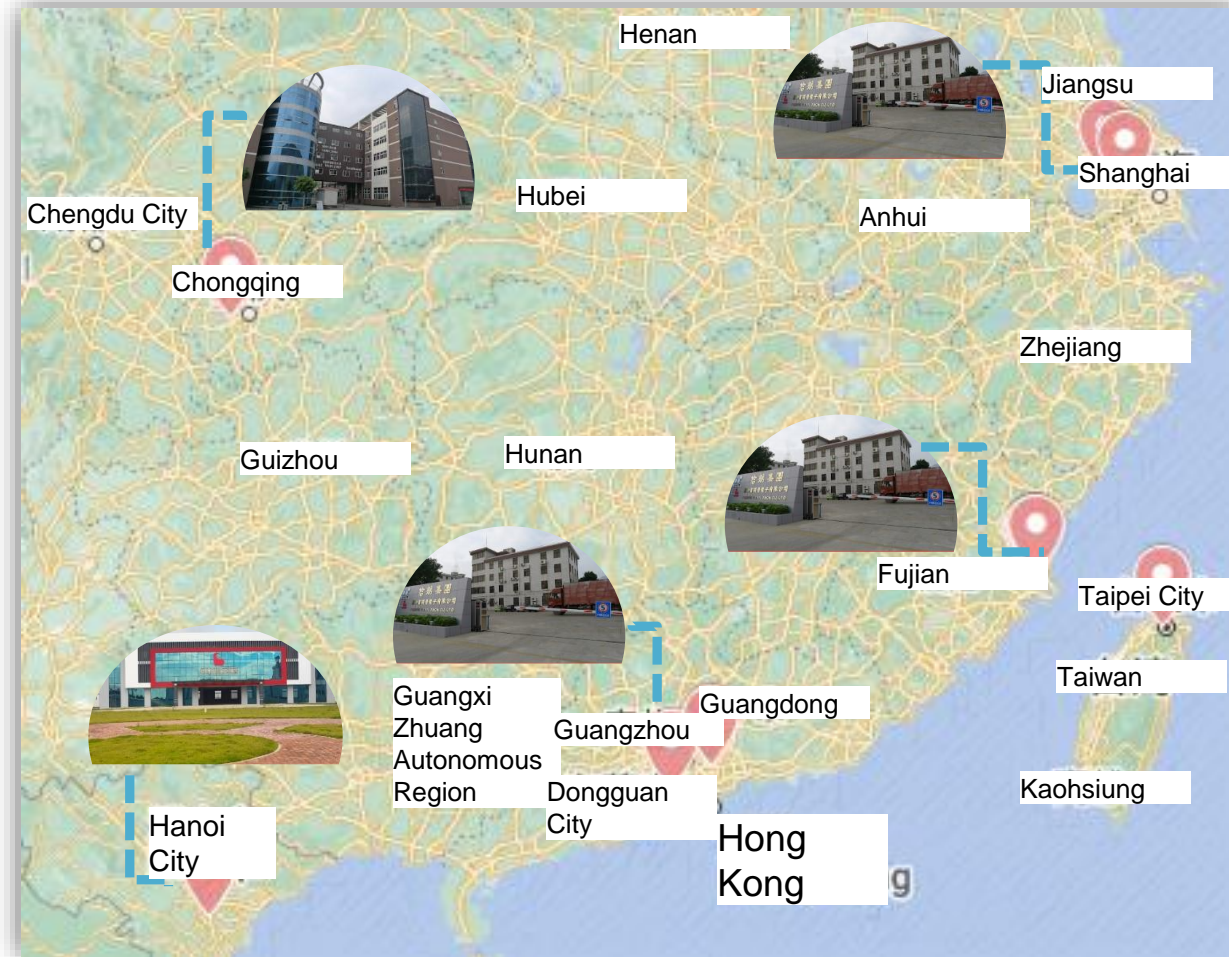 Henan
Jiangsu
Shanghai
Hubei
Anhui
Chengdu City
Chongqing
Zhejiang
Guizhou
Hunan
Fujian
Taipei City
Taiwan
Kaohsiung
Guangxi
Zhuang
Autonomous
Region
Guangzhou
Guangdong
Dongguan
City
Hanoi
City
Hong
Kong
g